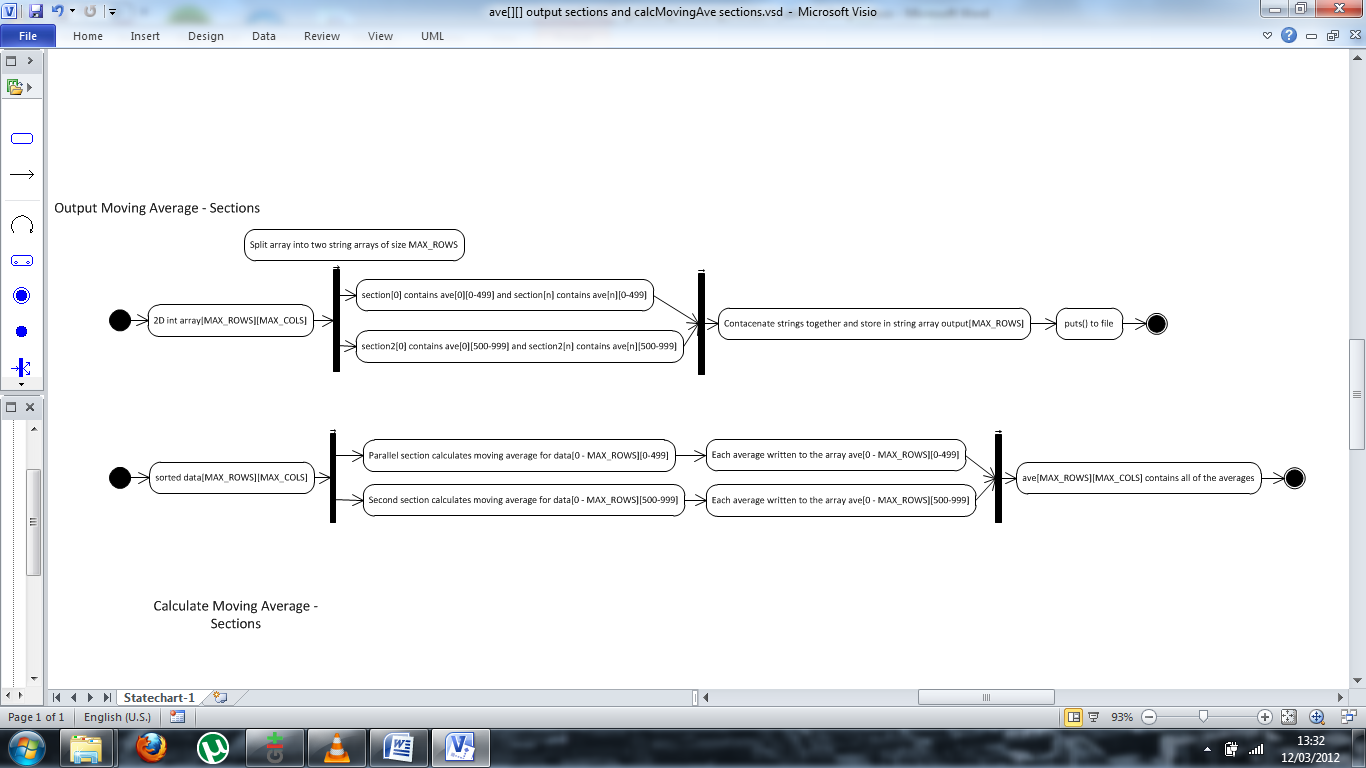 ave[][] output sections and calcMovingAve sections.vsd - Microsoft Visio
File Home Insert Design Data Review View UML
Output Moving Average - Sections
Split array into two string arrays of size MAX_ROWS
2D int array[MAX_ROWS][MAX_COLS]
section[0] contains ave[0][0-499] and section[n] contains ave[n][0-499]
section2[0] contains ave[0][500-999] and section2[n] contains ave[n][500-999]
Contacenate strings together and store in string array output[MAX_ROWS]
puts() to file
sorted data[MAX_ROWS][MAX_COLS]
Parallel section calculates moving average for data[0 - MAX_ROWS][0-499]
Each average written to the array ave[0 - MAX_ROWS][0-499]
Second section calculates moving average for data[0 - MAX_ROWS][500-999]
Each average written to the array ave[0 - MAX_ROWS][500-999]
ave[MAX_ROWS][MAX_COLS] contains all of the averages
Calculate Moving Average -
Sections
Statechart-1
Page 1 of 1 English (U.S.) 93%
13:32
12/03/2012